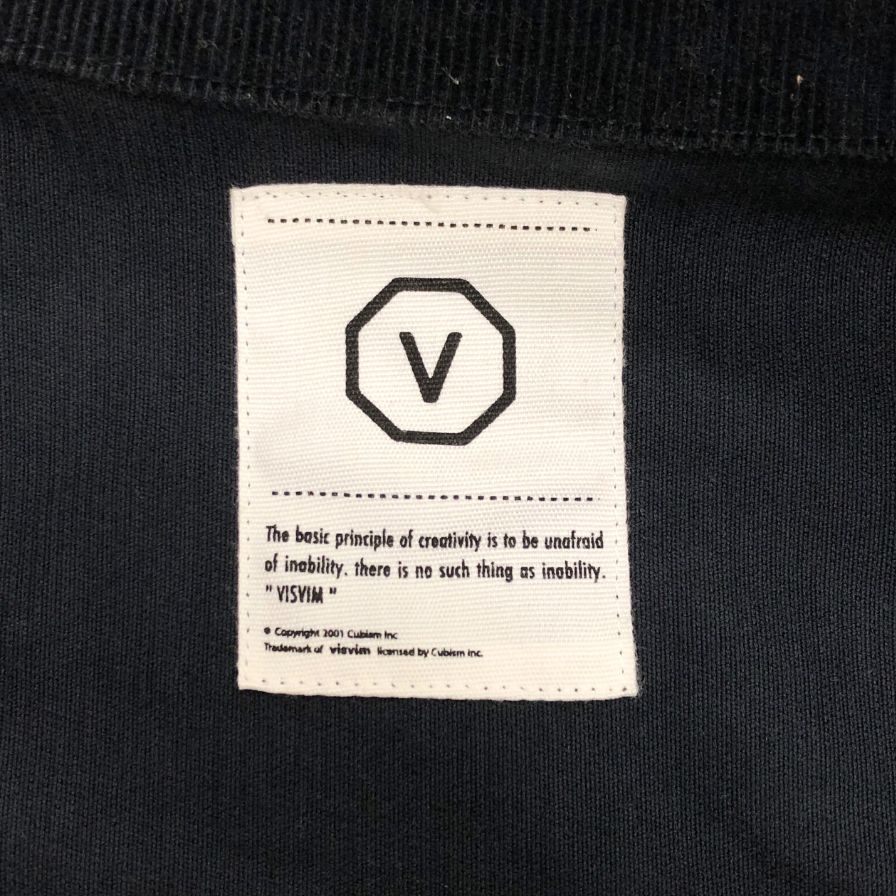 V
The basic principle of creativity is to be unafraid
of inability. there is no such thing as inability.
" VISVIM "
© Copyright 2001 Cubism Inc
Trademark of visvim licensed by Cubism Inc.